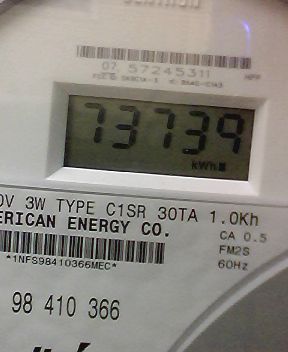 07 57245311
73739
kWh
0V 3W TYPE C1SR 30TA 1.0Kh
ERICAN ENERGY CO.
CA 0.5
FM2S
60Hz
*1NFS98410366MEC*
98 410 366